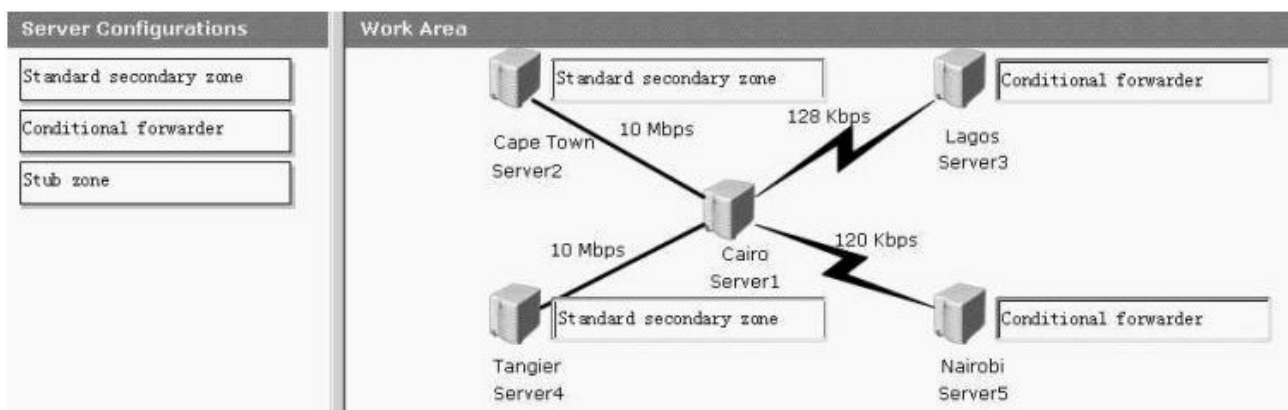 Server Configurations
Standard secondary zone
Conditional forwarder
Stub zone
Work Area
Standard secondary zone
Cape Town
Server2
10 Mbps
128 Kbps
Conditional forwarder
Lagos
Server3
10 Mbps
Cairo
Server1
120 Kbps
Standard secondary zone
Tangier
Server4
Conditional forwarder
Nairobi
Server5